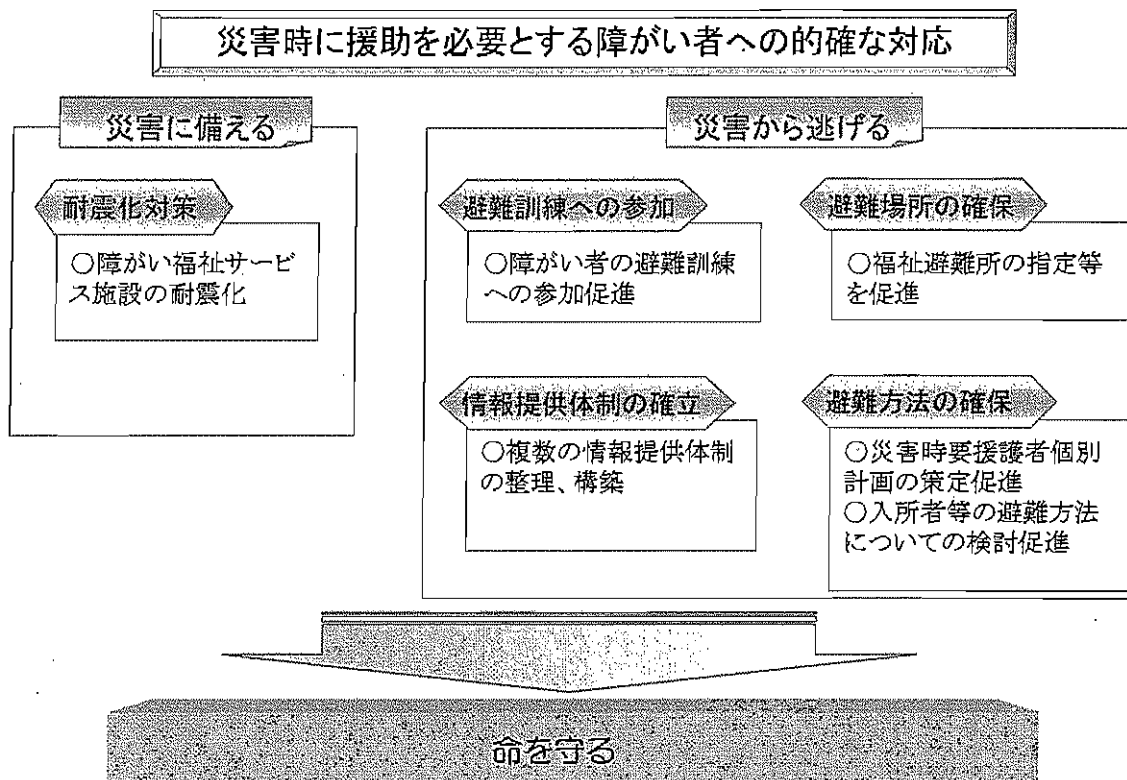 災害時に援助を必要とする障がい者への的確な対応
災害に備える
耐震化対策
○障がい福祉サービ
ス施設の耐震化
災害から逃げる
避難訓練への参加
○障がい者の避難訓練
への参加促進
避難場所の確保
○福祉避難所の指定等
を促進
情報提供体制の確立
○複数の情報提供体制
の整理、構築
避難方法の確保
○災害時要援護者個別
計画の策定促進
○入所者等の避難方法
についての検討促進
命を守る